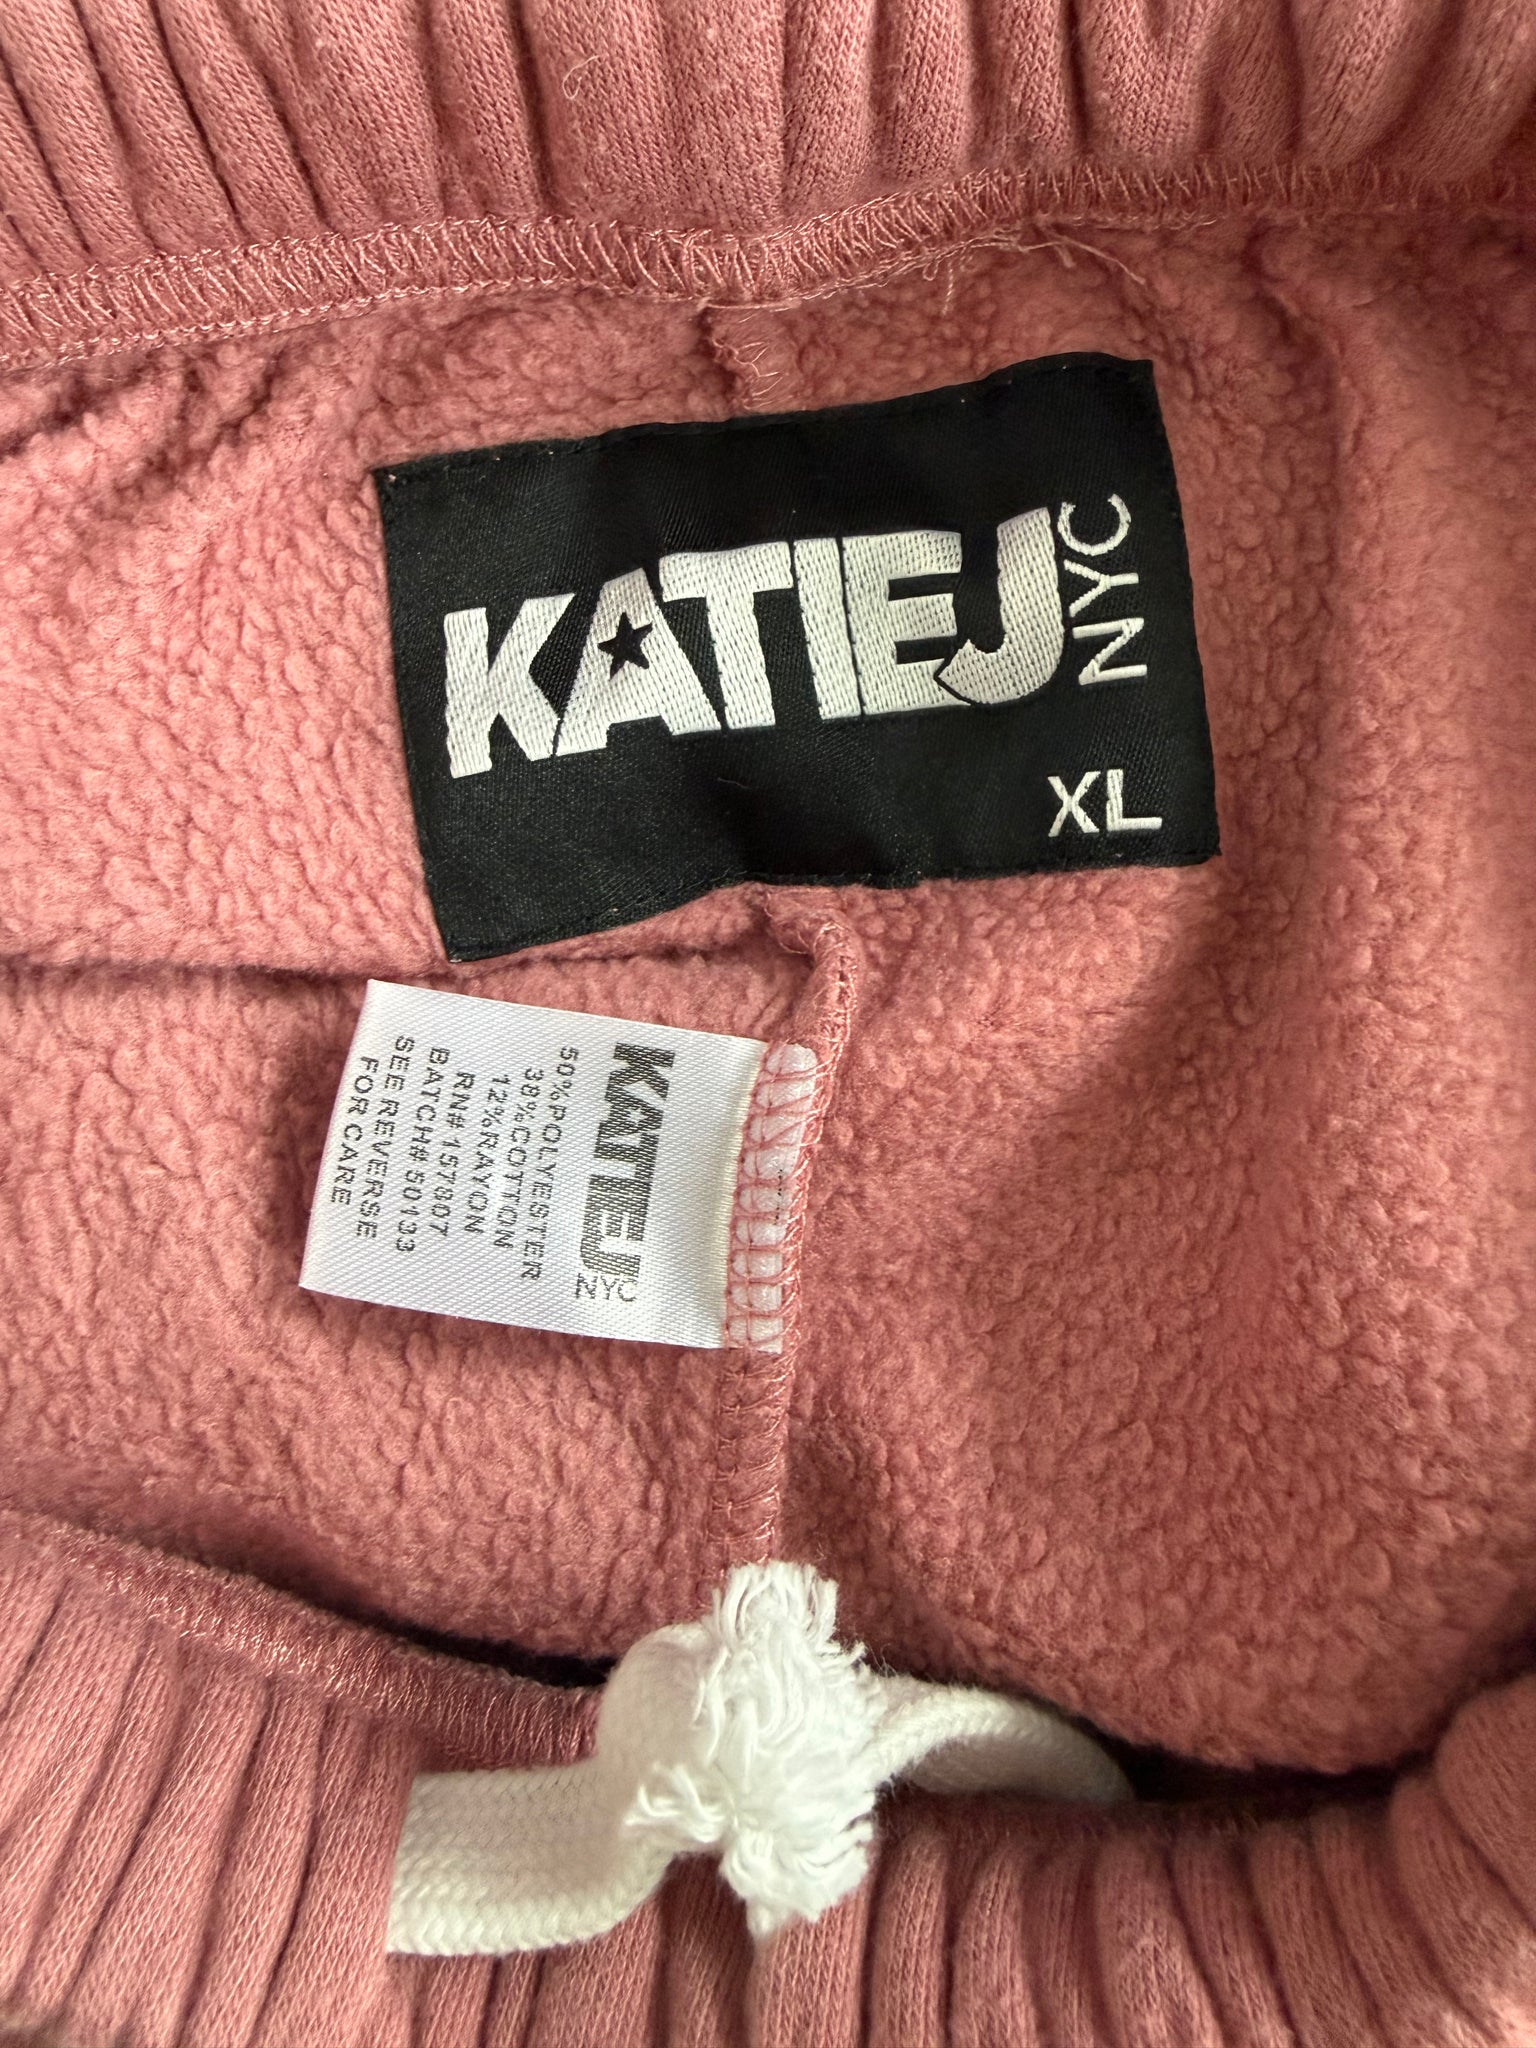 KATIEJ NYC
XL
KATIEJ
NYC
50%POLYESTER
38%COTTON
12%RAYON
RN#157807
BATCH#50133
SEE REVERSE
FOR CARE